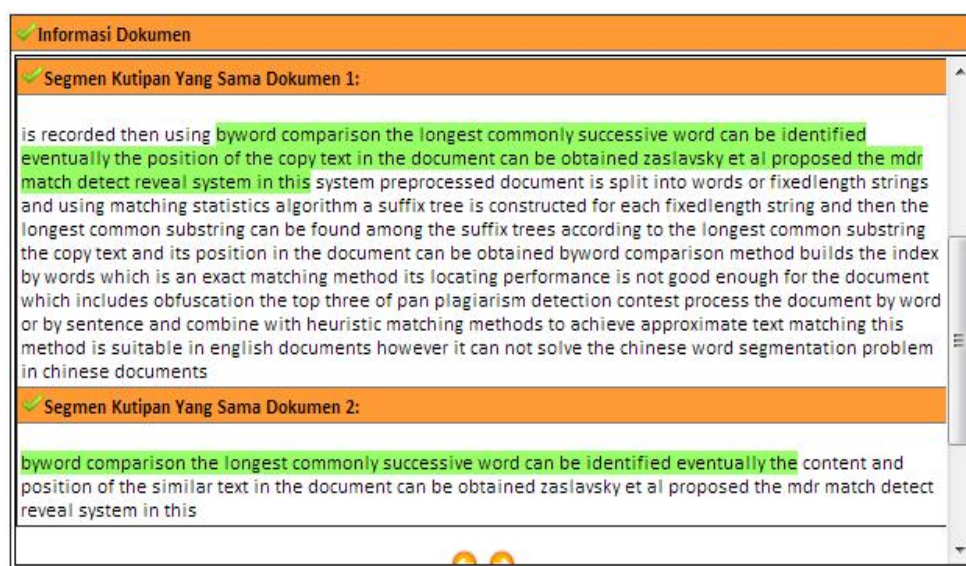 Informasi Dokumen
Segmen Kutipan Yang Sama Dokumen 1:
is recorded then using byword comparison the longest commonly successive word can be identified
eventually the position of the copy text in the document can be obtained zaslavsky et al proposed the mdr
match detect reveal system in this system preprocessed document is split into words or fixedlength strings
and using matching statistics algorithm a suffix tree is constructed for each fixedlength string and then the
longest common substring can be found among the suffix trees according to the longest common substring
the copy text and its position in the document can be obtained byword comparison method builds the index
by words which is an exact matching method its locating performance is not good enough for the document
which includes obfuscation the top three of pan plagiarism detection contest process the document by word
or by sentence and combine with heuristic matching methods to achieve approximate text matching this
method is suitable in english documents however it can not solve the chinese word segmentation problem
in chinese documents
Segmen Kutipan Yang Sama Dokumen 2:
byword comparison the longest commonly successive word can be identified eventually the content and
position of the similar text in the document can be obtained zaslavsky et al proposed the mdr match detect
reveal system in this